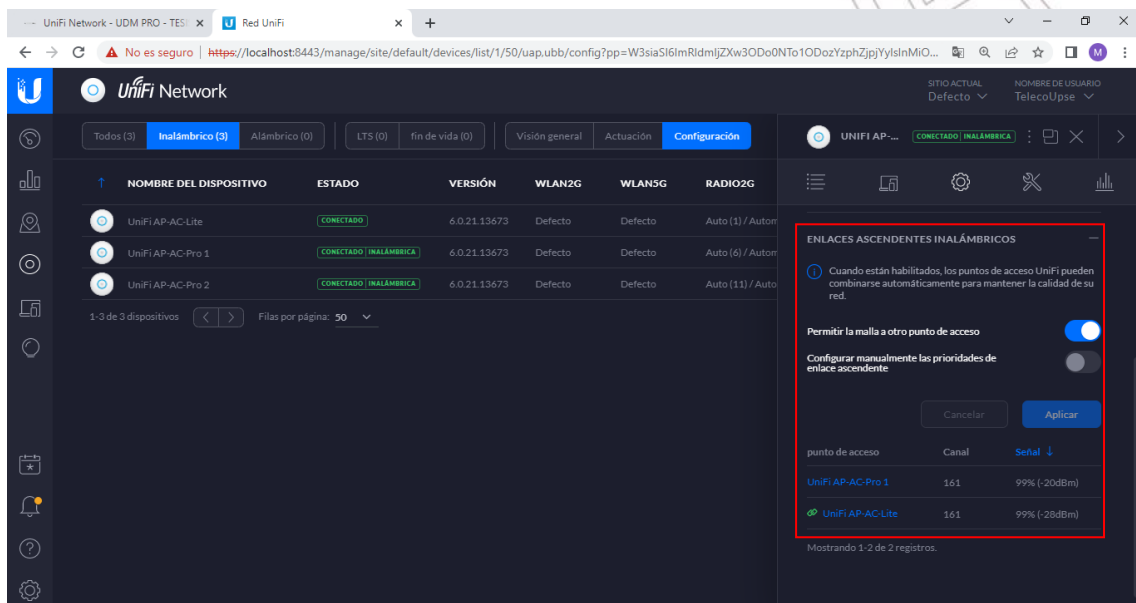 UniFi Network - UDM PRO - TES
Red UniFi
No es seguro | https://localhost:8443/manage/site/default/devices/list/1/50/uap.ubb/config?pp=W3siaSI6ImRldmljZXw3ODo0NTo1ODozYzphZjpjYyIsInMiO...
M
UniFi Network
SITIO ACTUAL
Defecto
NOMBRE DE USUARIO
TelecoUpse
Todos (3) Inalámbrico (3) Alámbrico (0) LTS (0) fin de vida (0) Visión general Actuación Configuración
UNIFI AP-... CONECTADO | INALÁMBRICA
NOMBRE DEL DISPOSITIVO ESTADO VERSIÓN WLAN2G WLAN5G RADIO2G
UniFi AP-AC-Lite CONECTADO 6.0.21.13673 Defecto Defecto Auto (1) / Autom
UniFi AP-AC-Pro 1 CONECTADO | INALÁMBRICA 6.0.21.13673 Defecto Defecto Auto (6) / Autom
UniFi AP-AC-Pro 2 CONECTADO | INALÁMBRICA 6.0.21.13673 Defecto Defecto Auto (11) / Auto
1-3 de 3 dispositivos Filas por página: 50
ENLACES ASCENDENTES INALÁMBRICOS
Cuando están habilitados, los puntos de acceso UniFi pueden
combinarse automáticamente para mantener la calidad de su
red.
Permitir la malla a otro punto de acceso
Configurar manualmente las prioridades de
enlace ascendente
Cancelar Aplicar
punto de acceso Canal Señal
UniFi AP-AC-Pro 1 161 99% (-20dBm)
UniFi AP-AC-Lite 161 99% (-28dBm)
Mostrando 1-2 de 2 registros.